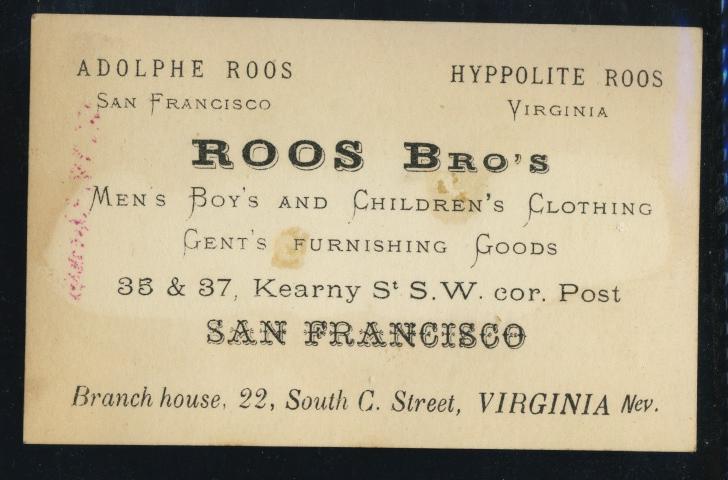 ADOLPHE ROOS
SAN FRANCISCO
HYPPOLITE ROOS
VIRGINIA
ROOS BRO'S
MEN'S BOY'S AND CHILDREN'S CLOTHING
GENT'S FURNISHING GOODS
35 & 37, Kearny St S.W. cor. Post
SAN FRANCISCO
Branch house, 22, South C. Street, VIRGINIA Nev.